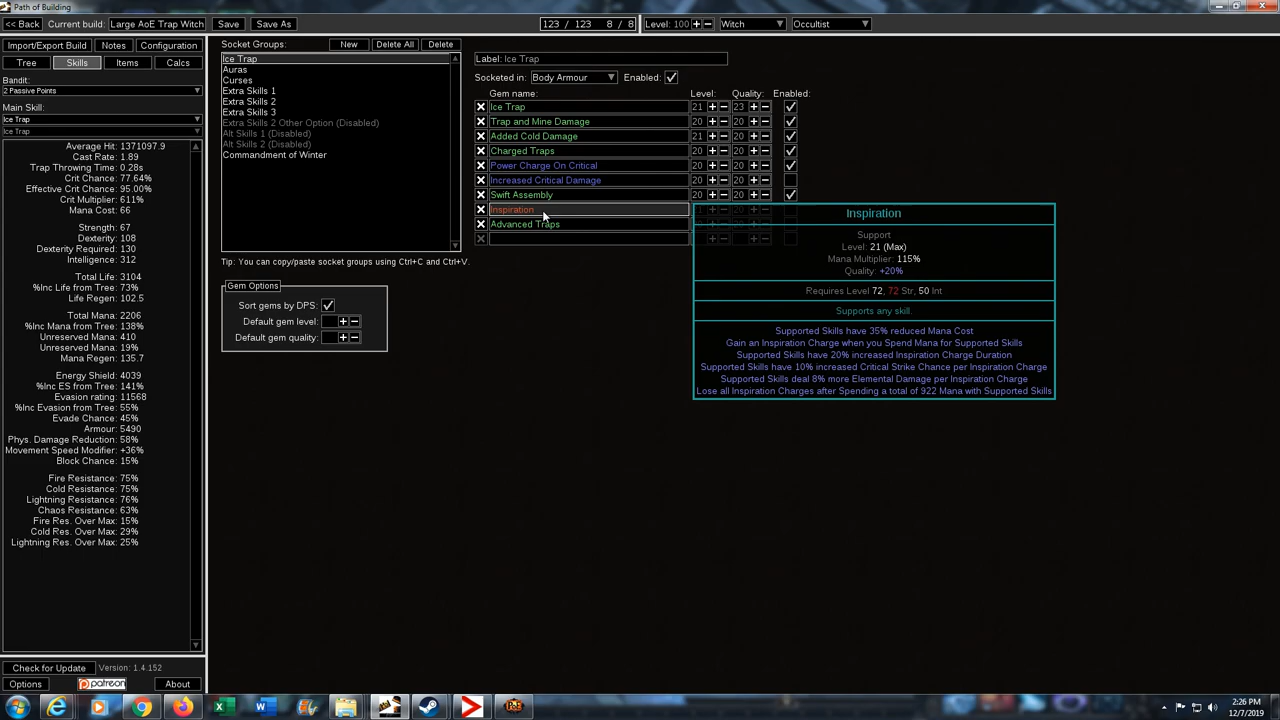 Path of Building
<< Back
Current build: Large AoE Trap Witch
Save
Save As
123 / 123 8 / 8
Level: 100 + −
Witch
Occultist
Import/Export Build
Notes
Configuration
Tree
Skills
Items
Calcs
Bandit:
2 Passive Points
Main Skill:
Ice Trap
Ice Trap
Average Hit: 1371097.9
Cast Rate: 1.89
Trap Throwing Time: 0.28s
Crit Chance: 77.64%
Effective Crit Chance: 95.00%
Crit Multiplier: 611%
Mana Cost: 66
Strength: 67
Dexterity: 108
Dexterity Required: 130
Intelligence: 312
Total Life: 3104
%Inc Life from Tree: 73%
Life Regen: 102.5
Total Mana: 2206
%Inc Mana from Tree: 138%
Unreserved Mana: 410
Unreserved Mana: 19%
Mana Regen: 135.7
Energy Shield: 4039
%Inc ES from Tree: 141%
Evasion rating: 11568
%Inc Evasion from Tree: 55%
Evade Chance: 45%
Armour: 5490
Phys. Damage Reduction: 58%
Movement Speed Modifier: +36%
Block Chance: 15%
Fire Resistance: 75%
Cold Resistance: 75%
Lightning Resistance: 76%
Chaos Resistance: 63%
Fire Res. Over Max: 15%
Cold Res. Over Max: 29%
Lightning Res. Over Max: 25%
Check for Update
Version: 1.4.152
Options
patreon
About
Socket Groups:
New
Delete All
Delete
Ice Trap
Auras
Curses
Extra Skills 1
Extra Skills 2
Extra Skills 3
Extra Skills 2 Other Option (Disabled)
Alt Skills 1 (Disabled)
Alt Skills 2 (Disabled)
Commandment of Winter
Tip: You can copy/paste socket groups using Ctrl+C and Ctrl+V.
Gem Options
Sort gems by DPS:
Default gem level: + −
Default gem quality: + −
Label: Ice Trap
Socketed in: Body Armour Enabled:
Gem name: Level: Quality: Enabled:
Ice Trap 21 + − 23 + −
Trap and Mine Damage 20 + − 20 + −
Added Cold Damage 21 + − 20 + −
Charged Traps 20 + − 20 + −
Power Charge On Critical 20 + − 20 + −
Increased Critical Damage 20 + − 20 + −
Swift Assembly 20 + − 20 + −
Inspiration
Advanced Traps
Inspiration
Support
Level: 21 (Max)
Mana Multiplier: 115%
Quality: +20%
Requires Level 72, 72 Str, 50 Int
Supports any skill.
Supported Skills have 35% reduced Mana Cost
Gain an Inspiration Charge when you Spend Mana for Supported Skills
Supported Skills have 20% increased Inspiration Charge Duration
Supported Skills have 10% increased Critical Strike Chance per Inspiration Charge
Supported Skills deal 8% more Elemental Damage per Inspiration Charge
Lose all Inspiration Charges after Spending a total of 922 Mana with Supported Skills
2:26 PM
12/7/2019